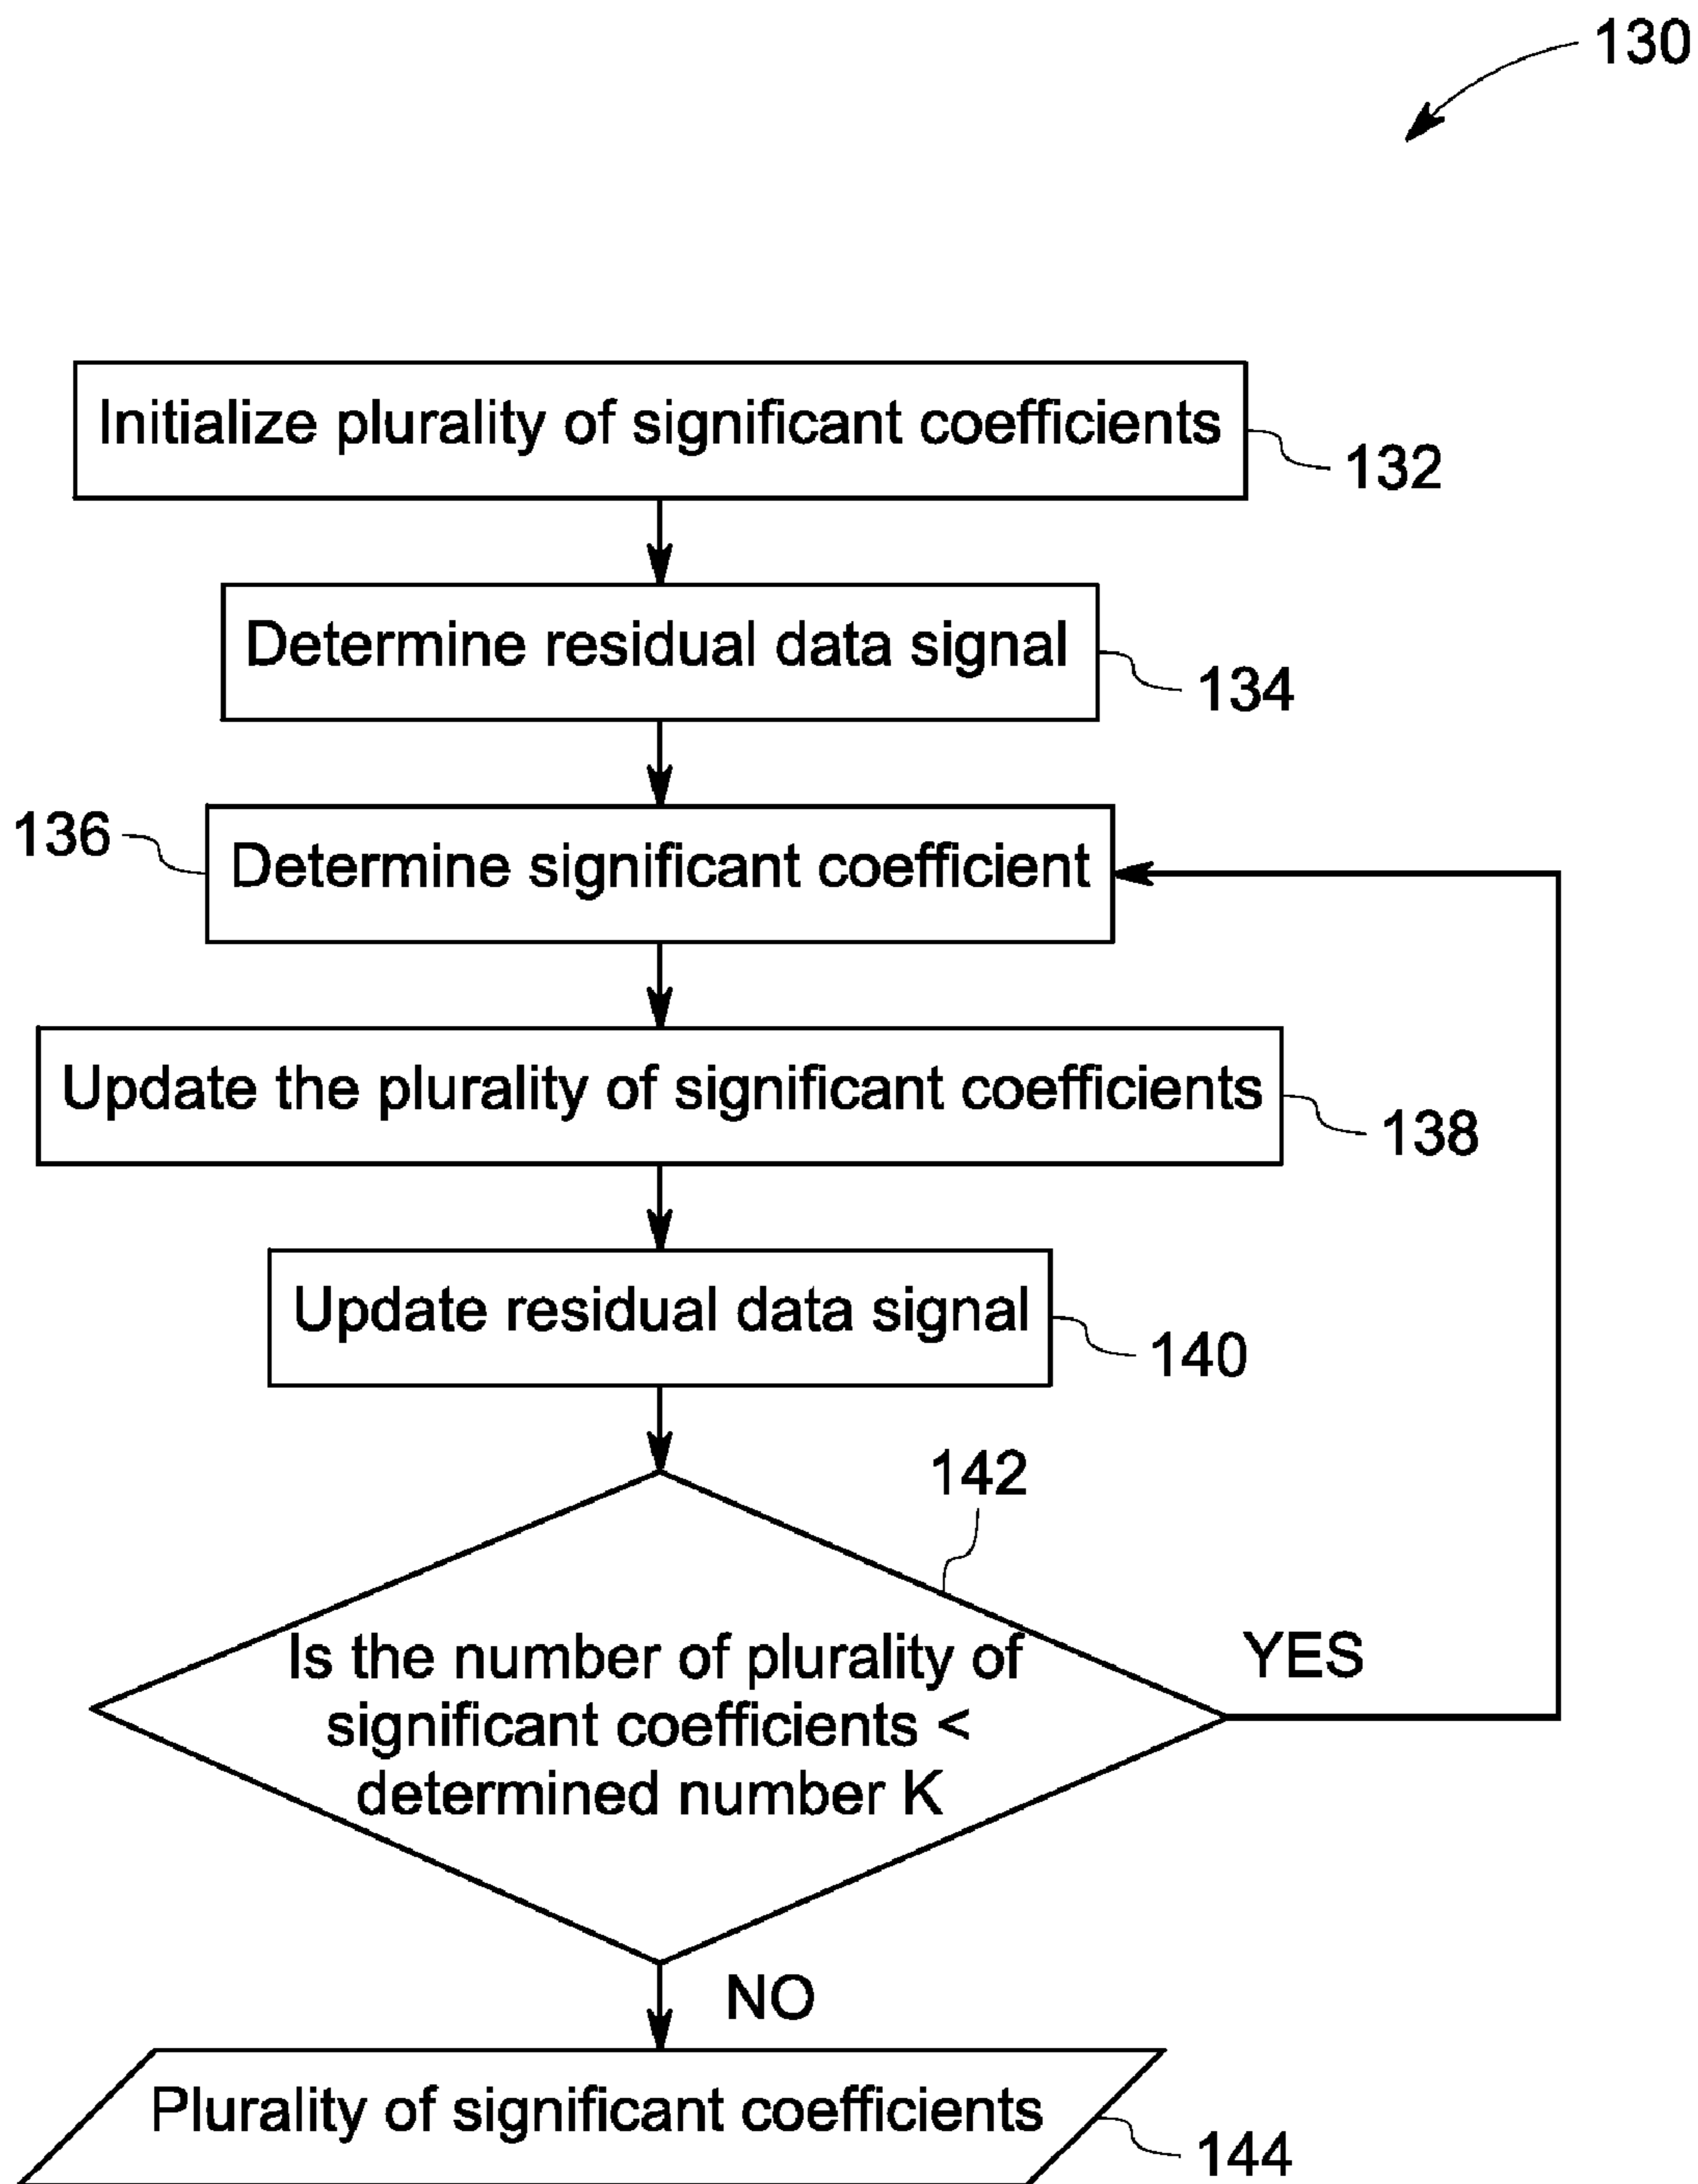 130
Initialize plurality of significant coefficients
132
Determine residual data signal
134
136
Determine significant coefficient
Update the plurality of significant coefficients
138
Update residual data signal
140
142
Is the number of plurality of
significant coefficients <
determined number K
YES
NO
Plurality of significant coefficients
144